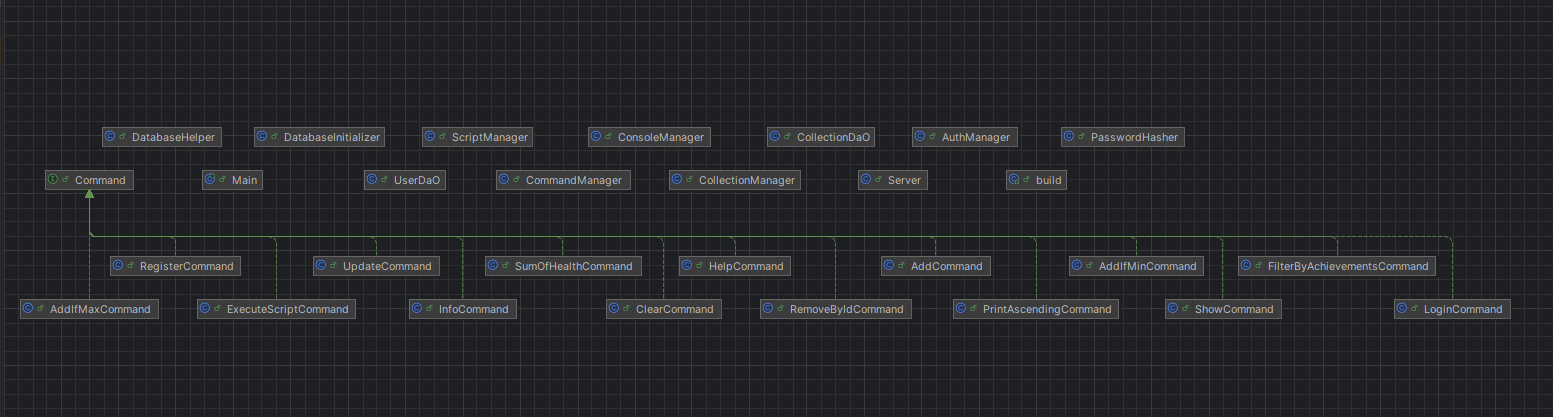 DatabaseHelper DatabaseInitializer ScriptManager ConsoleManager CollectionDaO AuthManager PasswordHasher
Command Main UserDaO CommandManager CollectionManager Server build
RegisterCommand UpdateCommand SumOfHealthCommand HelpCommand AddCommand AddIfMinCommand FilterByAchievementsCommand
AddIfMaxCommand ExecuteScriptCommand InfoCommand ClearCommand RemoveByIdCommand PrintAscendingCommand ShowCommand LoginCommand